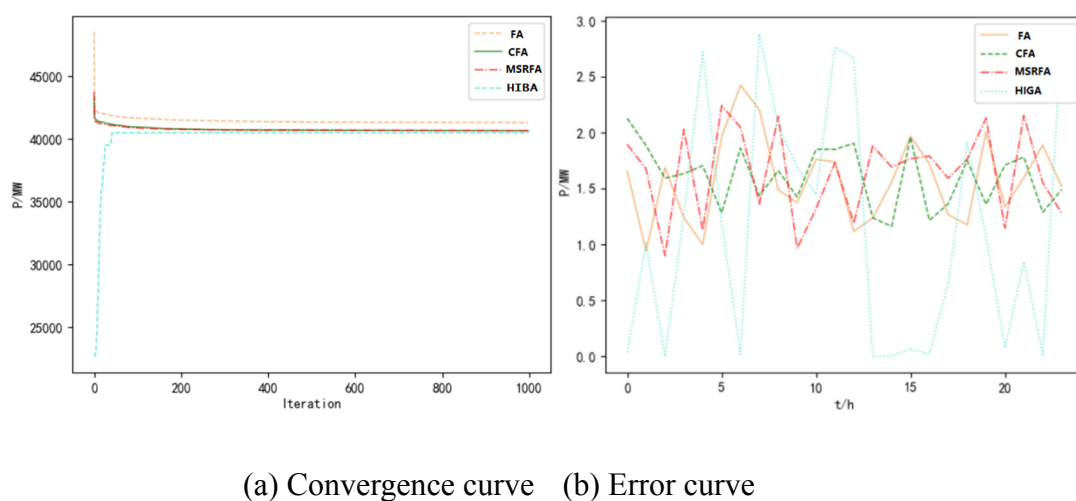 FA
CFA
MSRFA
HIBA
45000
40000
35000
30000
25000
P/MW
0
200
400
600
800
1000
Iteration
3.0
2.5
2.0
1.5
1.0
0.5
0.0
P/MW
FA
CFA
MSRFA
HIGA
0
5
10
15
20
t/h
(a) Convergence curve (b) Error curve